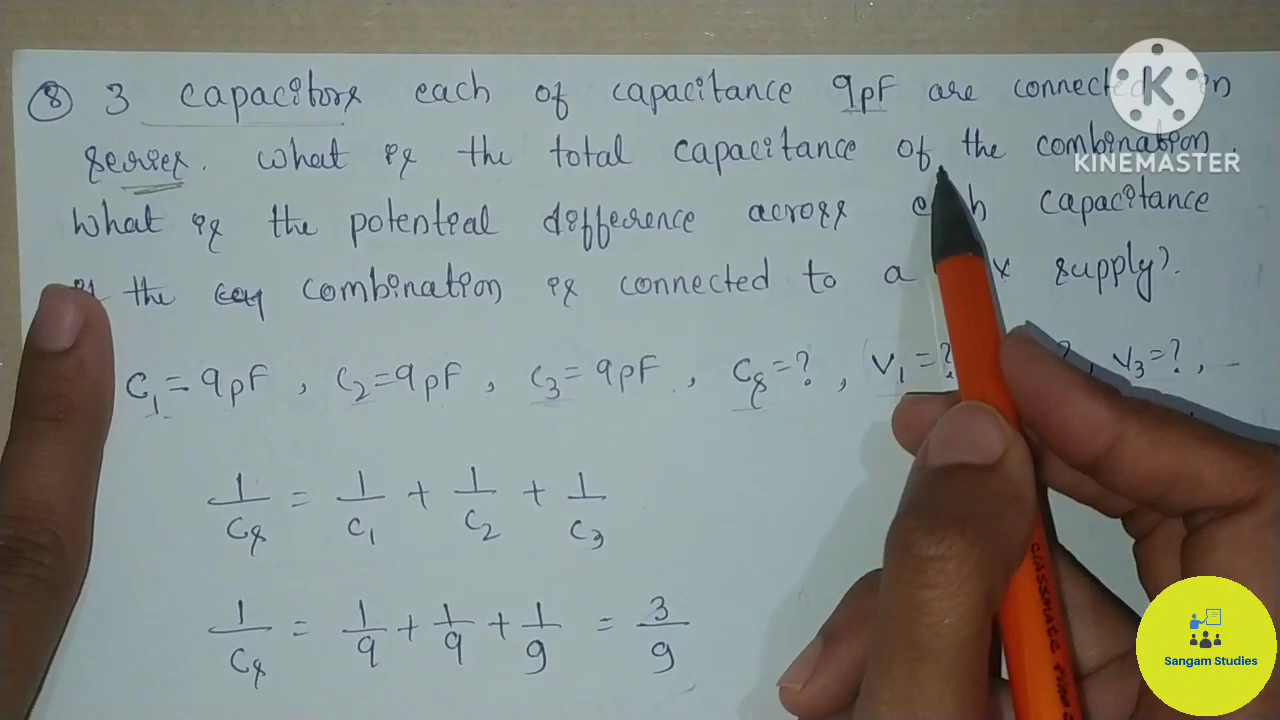 ⑧ 3 capacitors each of capacitance 9pF are connected in
series. What is the total capacitance of the combination.
What is the potential difference across capacitance
the combination is connected to a supply?.
C₁=9pF, C₂=9pF, C₃=9pF, Cs=?, V₁=? ?, V₃=?,
1/Cs = 1/C₁ + 1/C₂ + 1/C₃
1/Cs = 1/9 + 1/9 + 1/9 = 3/9
K
KINEMASTER
CLASSMATE
Sangam Studies